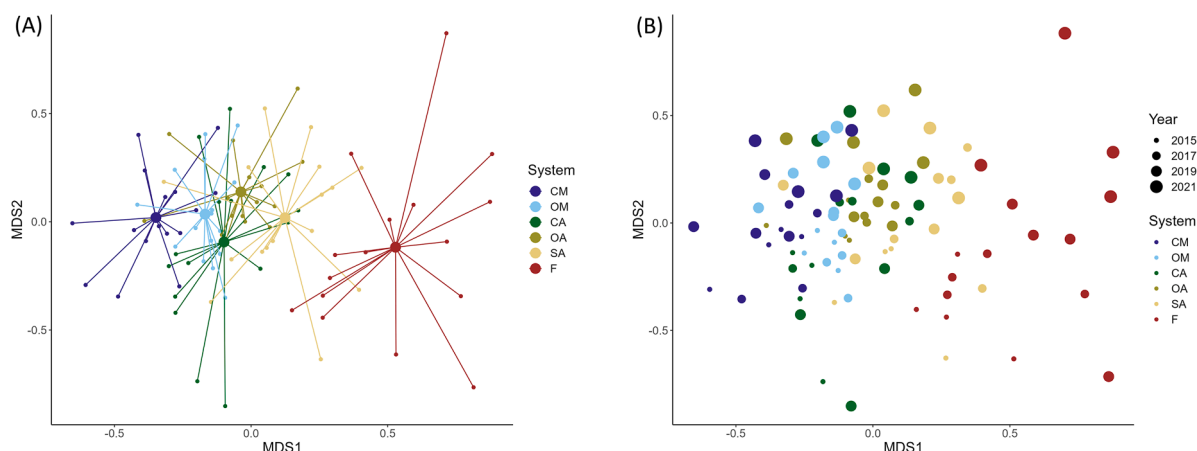 (A)
MDS2
0.5
0.0
-0.5
-0.5
0.0
0.5
MDS1
System
CM
OM
CA
OA
SA
F
(B)
MDS2
0.5
0.0
-0.5
-0.5
0.0
0.5
MDS1
Year
2015
2017
2019
2021
System
CM
OM
CA
OA
SA
F